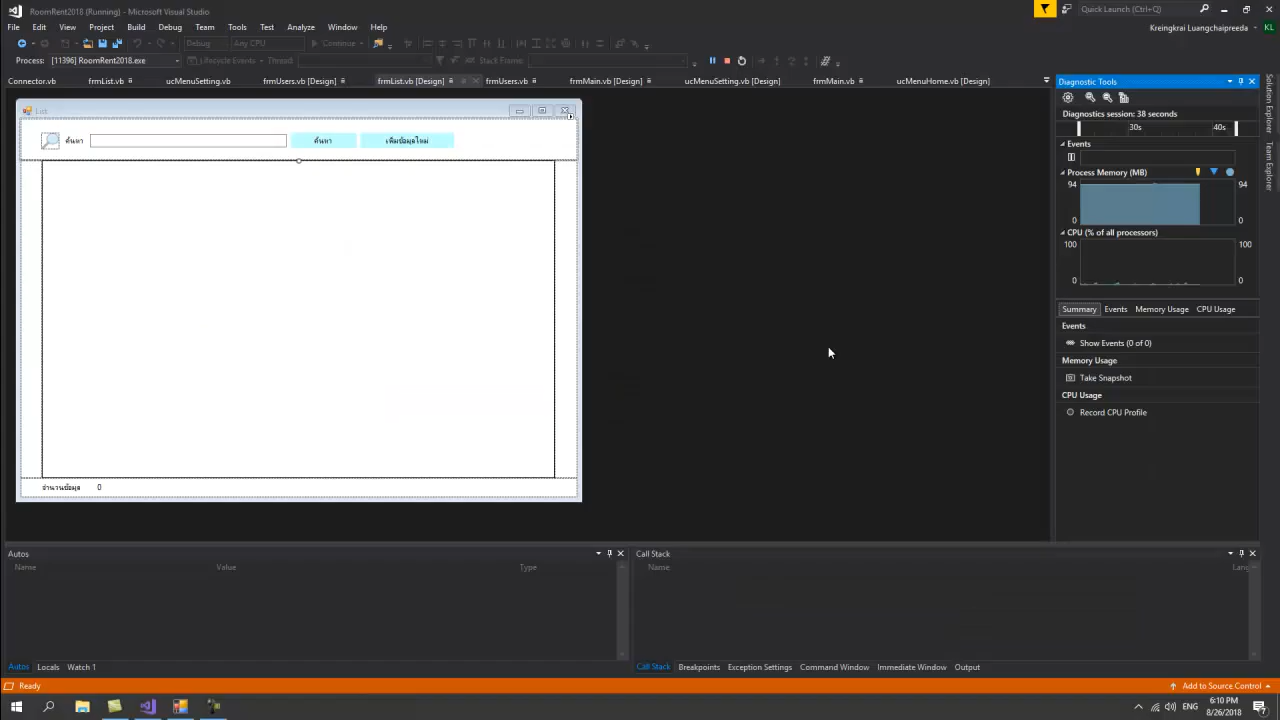 RoomRent2018 (Running) - Microsoft Visual Studio
Quick Launch (Ctrl+Q)
File Edit View Project Build Debug Team Tools Test Analyze Window Help
Kreingkrai Luangchaipreeda KL
Debug Any CPU Continue
Process: [11396] RoomRent2018.exe Lifecycle Events Thread: Stack Frame:
Connector.vb frmList.vb ucMenuSetting.vb frmUsers.vb [Design] frmList.vb [Design] frmUsers.vb frmMain.vb [Design] ucMenuSetting.vb [Design] frmMain.vb ucMenuHome.vb [Design]
Diagnostic Tools
Solution Explorer
Team Explorer
List
ค้นหา ค้นหา เพิ่มข้อมูลใหม่
จำนวนข้อมูล 0
Diagnostics session: 38 seconds
30s 40s
Events
Process Memory (MB)
94 94
0 0
CPU (% of all processors)
100 100
0 0
Summary Events Memory Usage CPU Usage
Events
Show Events (0 of 0)
Memory Usage
Take Snapshot
CPU Usage
Record CPU Profile
Autos
Name Value Type
Call Stack
Name Lang
Autos Locals Watch 1
Call Stack Breakpoints Exception Settings Command Window Immediate Window Output
Ready
Add to Source Control
ENG
6:10 PM
8/26/2018